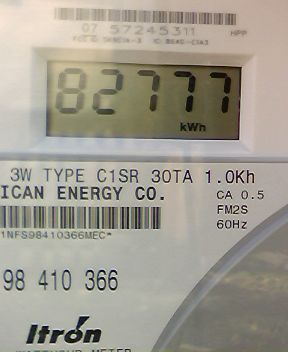 07 57245311 HPP
82777
kWh
3W TYPE C1SR 30TA 1.0Kh
ICAN ENERGY CO. CA 0.5
FM2S
1NFS98410366MEC* 60Hz
98 410 366
Itron